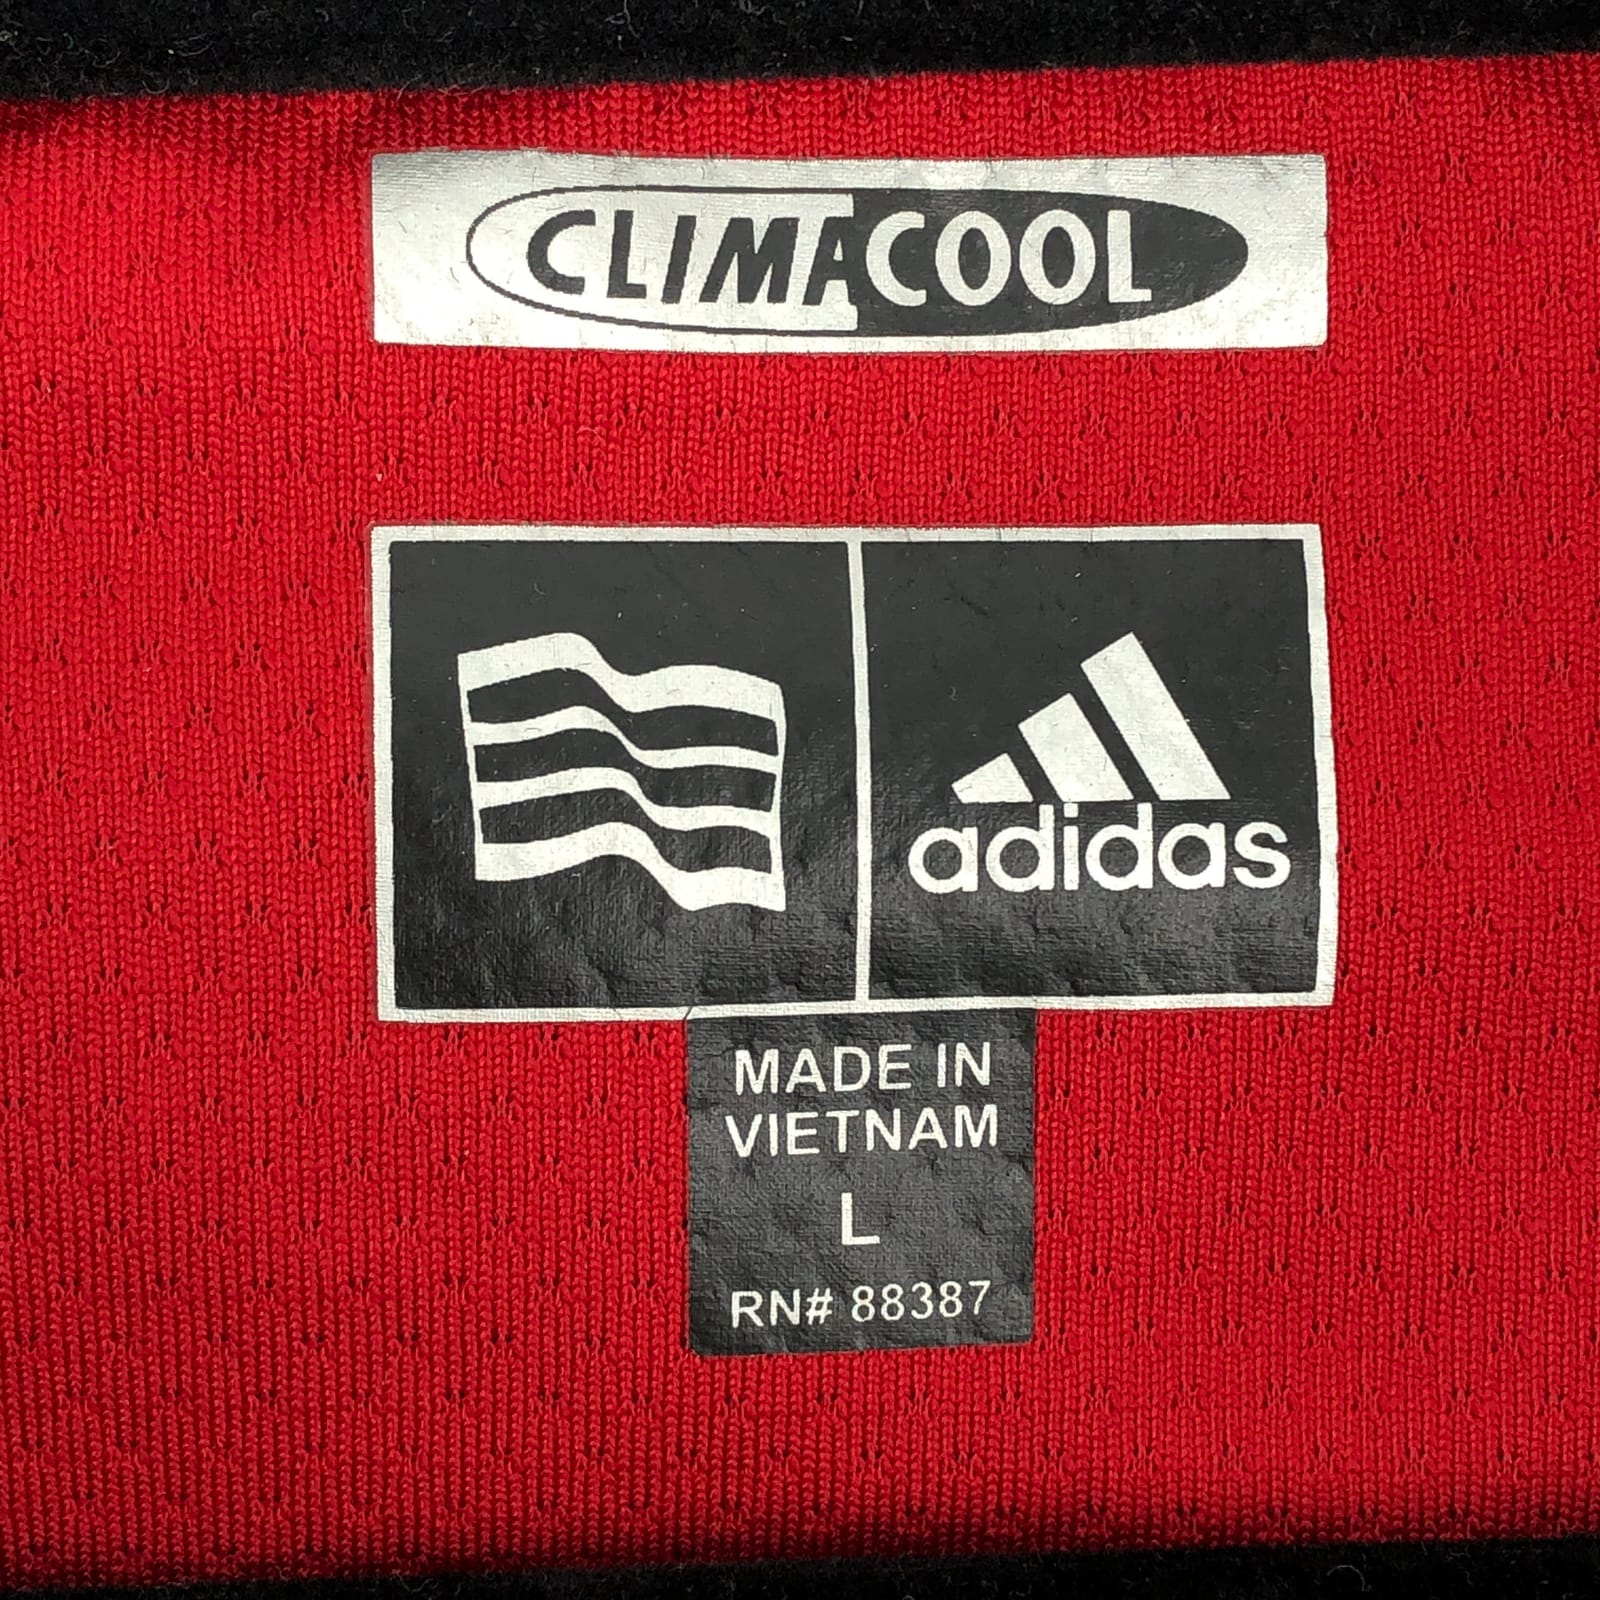 CLIMACOOL
adidas
MADE IN
VIETNAM
L
RN# 88387